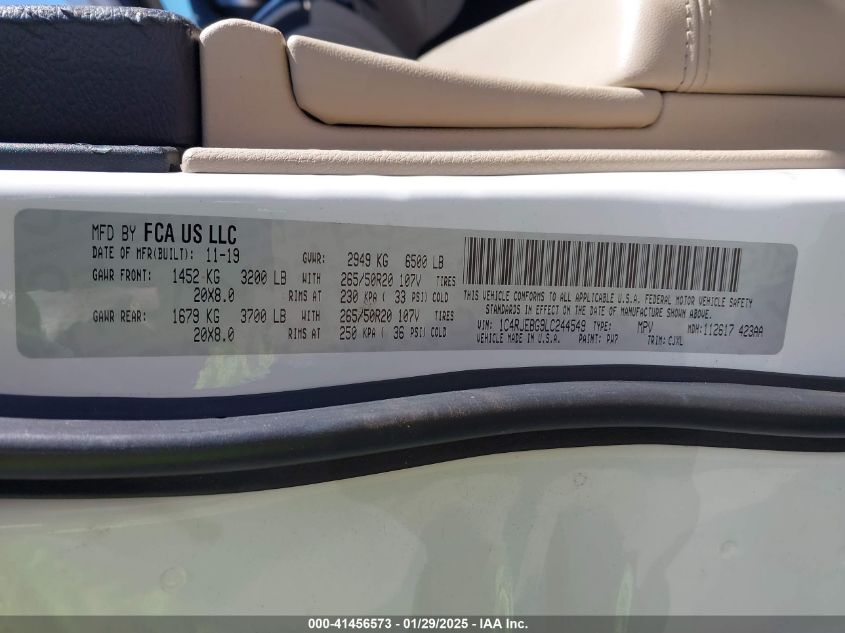 MFD BY FCA US LLC
DATE OF MFR(BUILT): 11-19 GVWR: 2949 KG 6500 LB
GAWR FRONT: 1452 KG 3200 LB WITH 265/50R20 107V TIRES
20X8.0 RIMS AT 230 KPA ( 33 PSI) COLD
GAWR REAR: 1679 KG 3700 LB WITH 265/50R20 107V TIRES
20X8.0 RIMS AT 250 KPA ( 36 PSI) COLD
THIS VEHICLE CONFORMS TO ALL APPLICABLE U.S.A. FEDERAL MOTOR VEHICLE SAFETY
STANDARDS IN EFFECT ON THE DATE OF MANUFACTURE SHOWN ABOVE.
VIN: 1C4RJEBG9LC244548 TYPE: MPV MDH:112617 423AA
VEHICLE MADE IN U.S.A. PAINT: PW7 TRIM: CJXL
000-41456573 - 01/29/2025 - IAA Inc.